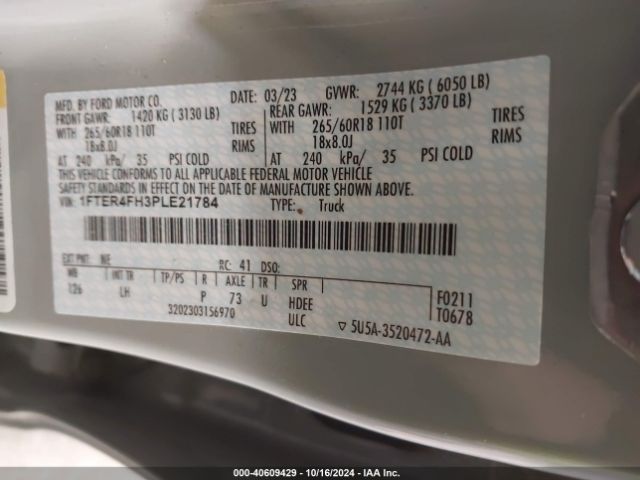 MFD. BY FORD MOTOR CO. DATE: 03/23 GVWR: 2744 KG ( 6050 LB)
FRONT GAWR: 1420 KG ( 3130 LB) REAR GAWR: 1529 KG ( 3370 LB)
WITH 265/60R18 110T TIRES WITH 265/60R18 110T TIRES
18x8.0J RIMS 18x8.0J RIMS
AT 240 kPa/ 35 PSI COLD AT 240 kPa/ 35 PSI COLD
THIS VEHICLE CONFORMS TO ALL APPLICABLE FEDERAL MOTOR VEHICLE
SAFETY STANDARDS IN EFFECT ON THE DATE OF MANUFACTURE SHOWN ABOVE.
VIN: 1FTER4FH3PLE21784 TYPE: Truck
EXT PNT: RC: 41 DSO:
WB INT TR TP/PS R AXLE TR SPR
126 LH P 73 U HDEE F0211
3202303156970 ULC T0678
▽ 5U5A-3520472-AA
000-40609429 - 10/16/2024 - IAA Inc.